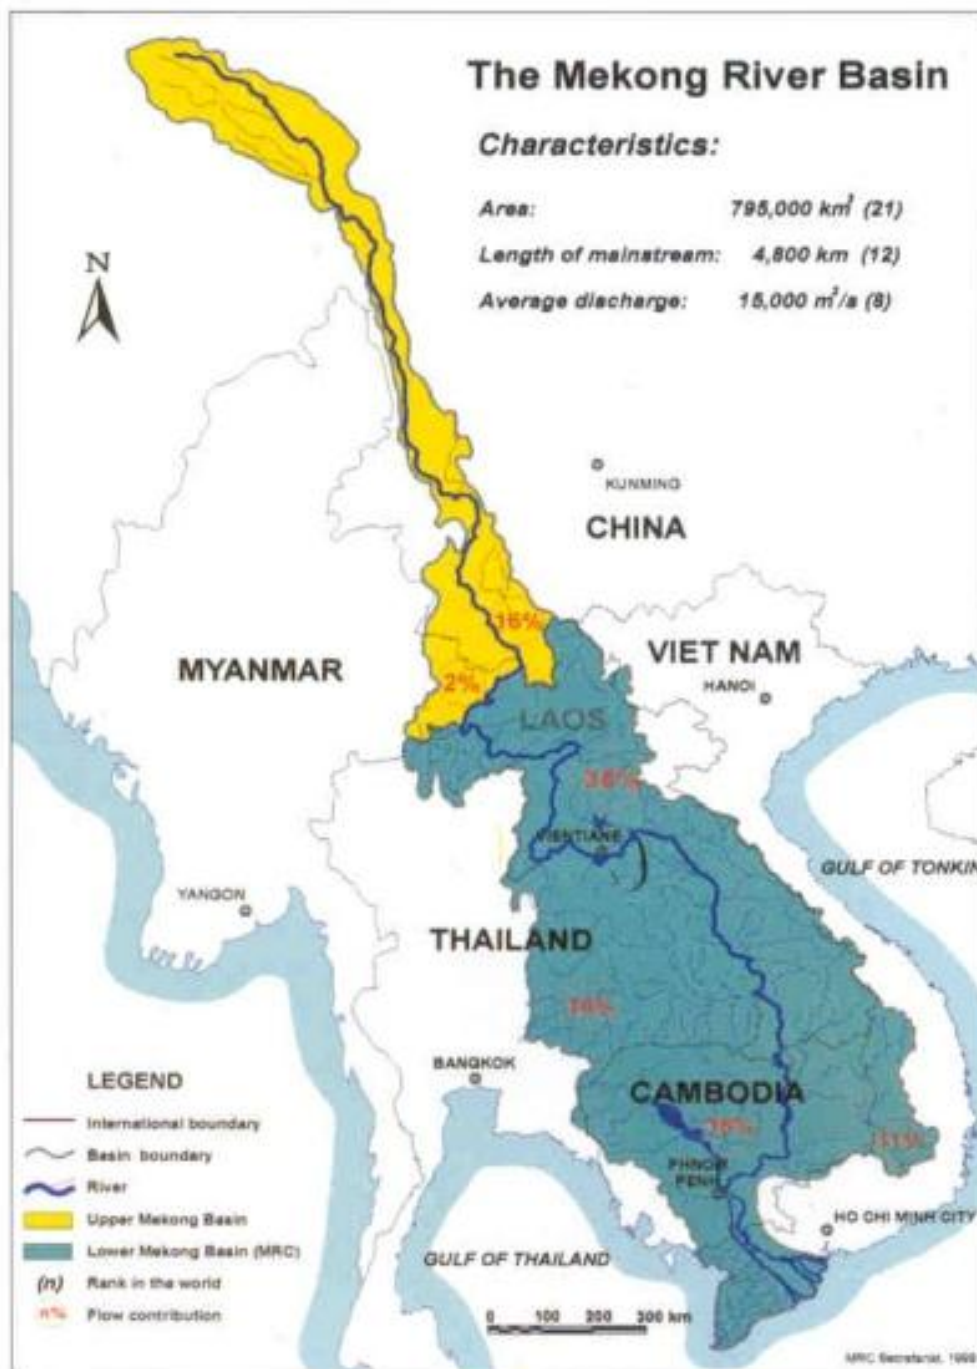 The Mekong River Basin
Characteristics:
Area: 795,000 km² (21)
Length of mainstream: 4,800 km (12)
Average discharge: 15,000 m³/s (8)
N
KUNMING
CHINA
16%
VIET NAM
MYANMAR
2%
HANOI
LAOS
VIENTIANE
GULF OF TONKIN
YANGON
THAILAND
BANGKOK
CAMBODIA
PHNOM
PENH
11%
HO CHI MINH CITY
GULF OF THAILAND
LEGEND
International boundary
Basin boundary
River
Upper Mekong Basin
Lower Mekong Basin (MRC)
(n) Rank in the world
n% Flow contribution
0 100 200 300 km
MRC Secretariat,